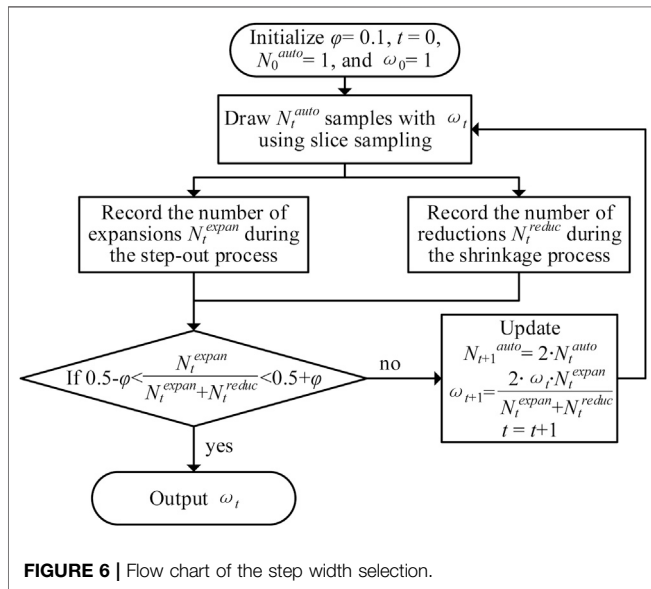 Initialize φ= 0.1, t = 0,
N₀ᵃᵘᵗᵒ= 1, and ω₀= 1
Draw Nₜᵃᵘᵗᵒ samples with ωₜ
using slice sampling
Record the number of
expansions Nₜᵉˣᵖᵃⁿ during
the step-out process
Record the number of
reductions Nₜʳᵉᵈᵘᶜ during
the shrinkage process
If 0.5-φ< Nₜᵉˣᵖᵃⁿ / Nₜᵉˣᵖᵃⁿ+Nₜʳᵉᵈᵘᶜ <0.5+φ
no
Update
Nₜ₊₁ᵃᵘᵗᵒ= 2·Nₜᵃᵘᵗᵒ
ωₜ₊₁= 2· ωₜ·Nₜᵉˣᵖᵃⁿ / Nₜᵉˣᵖᵃⁿ+Nₜʳᵉᵈᵘᶜ
t = t+1
yes
Output ωₜ
FIGURE 6 | Flow chart of the step width selection.